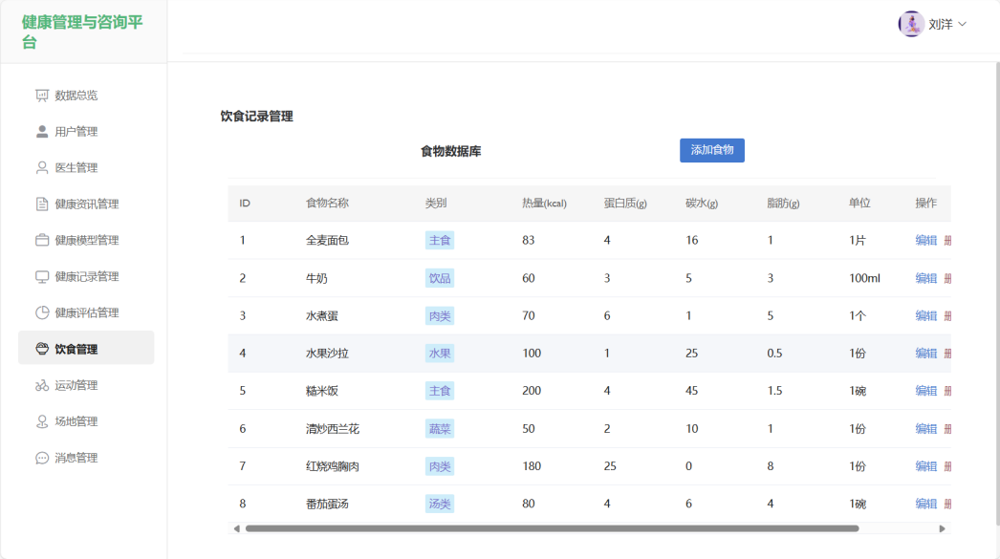 健康管理与咨询平
台
刘洋
数据总览
用户管理
医生管理
健康资讯管理
健康模型管理
健康记录管理
健康评估管理
饮食管理
运动管理
场地管理
消息管理
饮食记录管理
食物数据库 添加食物
ID 食物名称 类别 热量(kcal) 蛋白质(g) 碳水(g) 脂肪(g) 单位 操作
1 全麦面包 主食 83 4 16 1 1片 编辑 删
2 牛奶 饮品 60 3 5 3 100ml 编辑 删
3 水煮蛋 肉类 70 6 1 5 1个 编辑 删
4 水果沙拉 水果 100 1 25 0.5 1份 编辑 删
5 糙米饭 主食 200 4 45 1.5 1碗 编辑 删
6 清炒西兰花 蔬菜 50 2 10 1 1份 编辑 删
7 红烧鸡胸肉 肉类 180 25 0 8 1份 编辑 删
8 番茄蛋汤 汤类 80 4 6 4 1碗 编辑 删